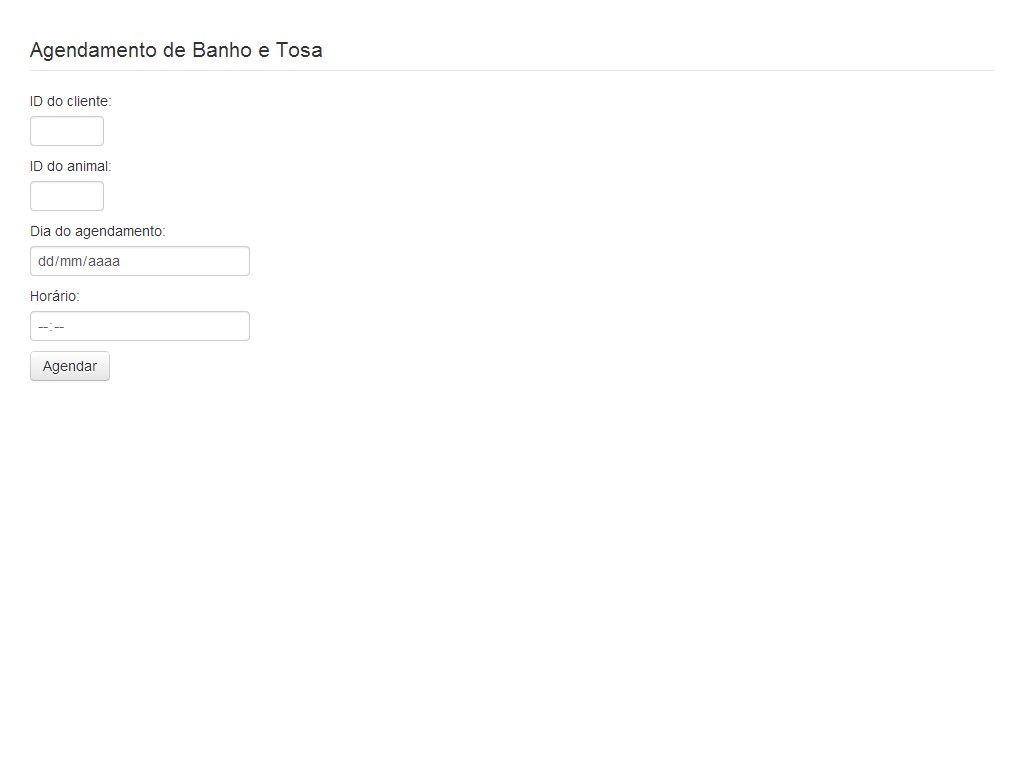 Agendamento de Banho e Tosa
ID do cliente:
ID do animal:
Dia do agendamento:
dd/mm/aaaa
Horário:
--:--
Agendar